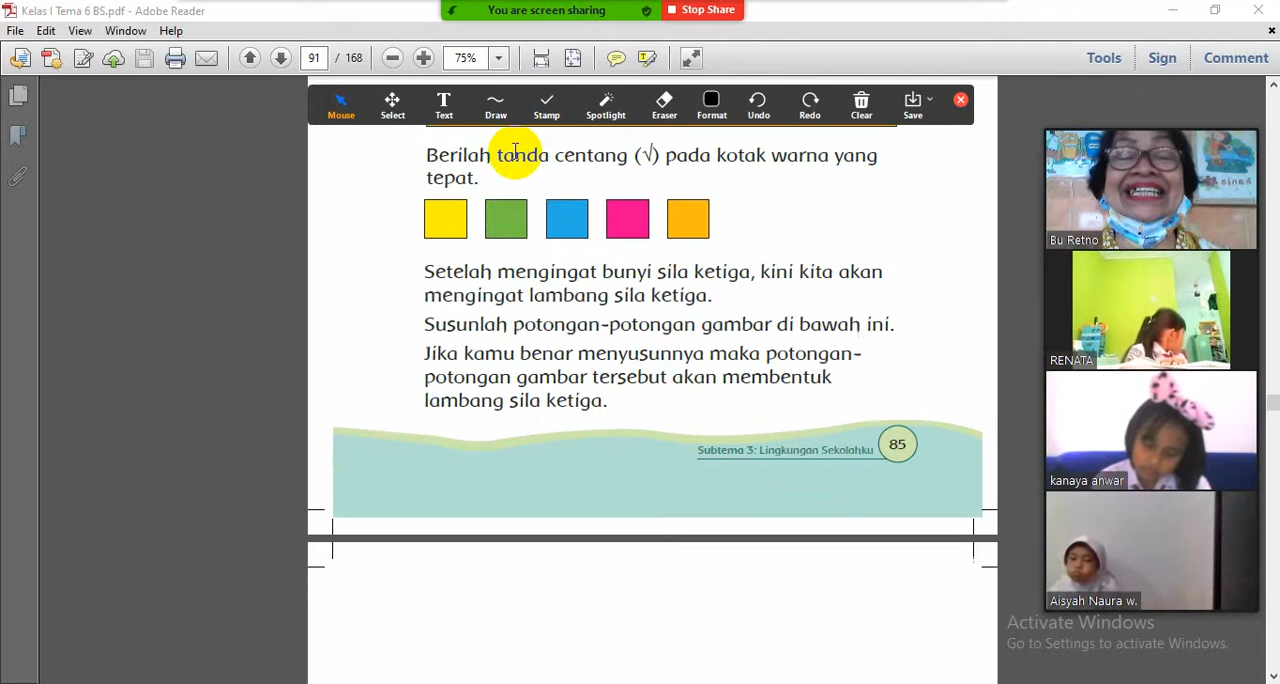 Kelas I Tema 6 BS.pdf - Adobe Reader
You are screen sharing
Stop Share
File Edit View Window Help
91 / 168
75%
Tools Sign Comment
Mouse Select Text Draw Stamp Spotlight Eraser Format Undo Redo Clear Save
Berilah tanda centang (√) pada kotak warna yang
tepat.
Setelah mengingat bunyi sila ketiga, kini kita akan
mengingat lambang sila ketiga.
Susunlah potongan-potongan gambar di bawah ini.
Jika kamu benar menyusunnya maka potongan-
potongan gambar tersebut akan membentuk
lambang sila ketiga.
Subtema 3: Lingkungan Sekolahku
85
Bu Retno
RENATA
kanaya anwar
Aisyah Naura w.
Activate Windows
Go to Settings to activate Windows.